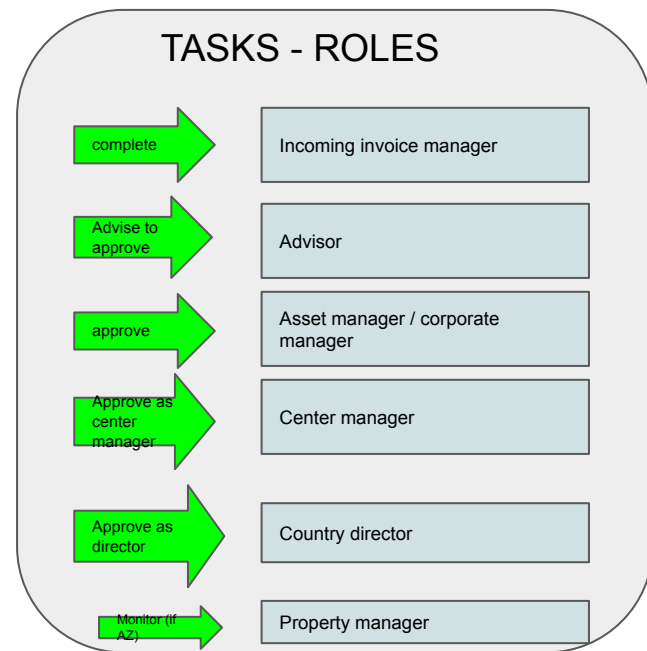 TASKS - ROLES
complete
Incoming invoice manager
Advise to
approve
Advisor
approve
Asset manager / corporate
manager
Approve as
center
manager
Center manager
Approve as
director
Country director
Monitor (if
AZ)
Property manager